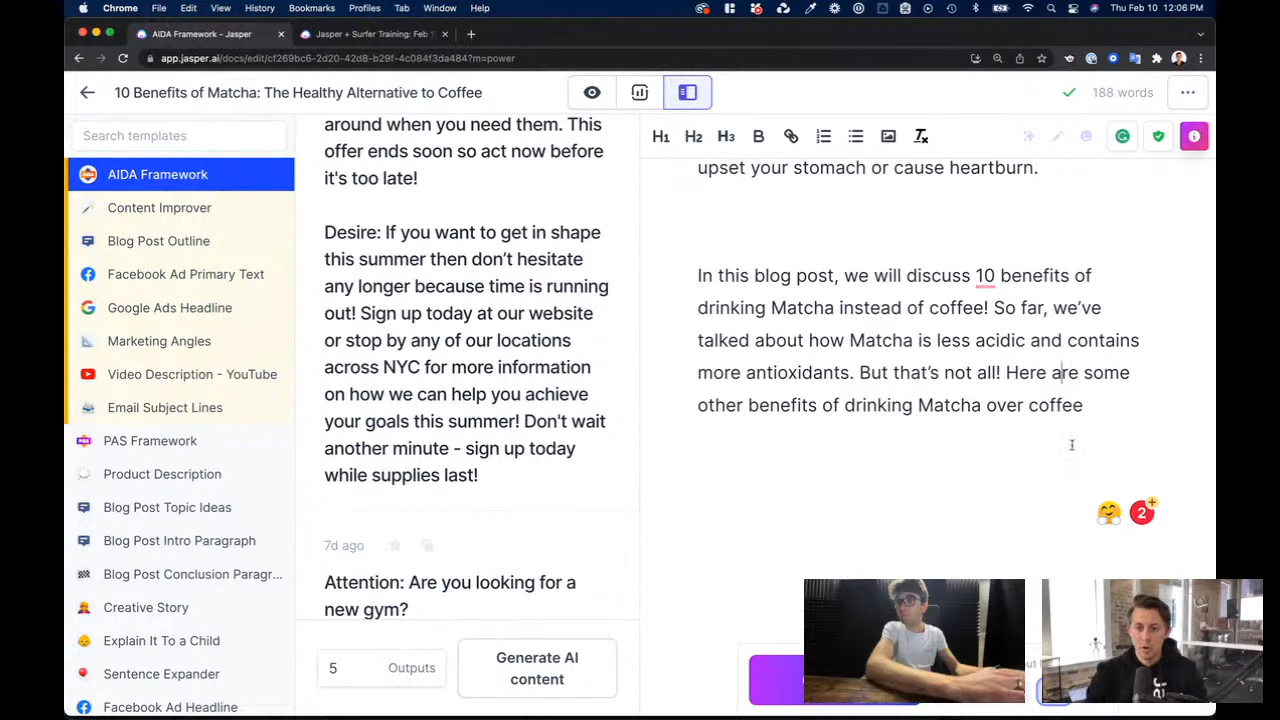 Chrome File Edit View History Bookmarks Profiles Tab Window Help
Thu Feb 10 12:06 PM
AIDA Framework - Jasper
Jasper + Surfer Training: Feb
app.jasper.ai/docs/edit/cf269bc6-2d20-42d8-b29f-4c084f3da484?m=power
10 Benefits of Matcha: The Healthy Alternative to Coffee
188 words
Search templates
AIDA Framework
Content Improver
Blog Post Outline
Facebook Ad Primary Text
Google Ads Headline
Marketing Angles
Video Description - YouTube
Email Subject Lines
PAS Framework
Product Description
Blog Post Topic Ideas
Blog Post Intro Paragraph
Blog Post Conclusion Paragr...
Creative Story
Explain It To a Child
Sentence Expander
Facebook Ad Headline
around when you need them. This
offer ends soon so act now before
it's too late!
Desire: If you want to get in shape
this summer then don't hesitate
any longer because time is running
out! Sign up today at our website
or stop by any of our locations
across NYC for more information
on how we can help you achieve
your goals this summer! Don't wait
another minute - sign up today
while supplies last!
7d ago
Attention: Are you looking for a
new gym?
5 Outputs
Generate AI
content
H1 H2 H3 B
upset your stomach or cause heartburn.
In this blog post, we will discuss 10 benefits of
drinking Matcha instead of coffee! So far, we've
talked about how Matcha is less acidic and contains
more antioxidants. But that's not all! Here are some
other benefits of drinking Matcha over coffee
2